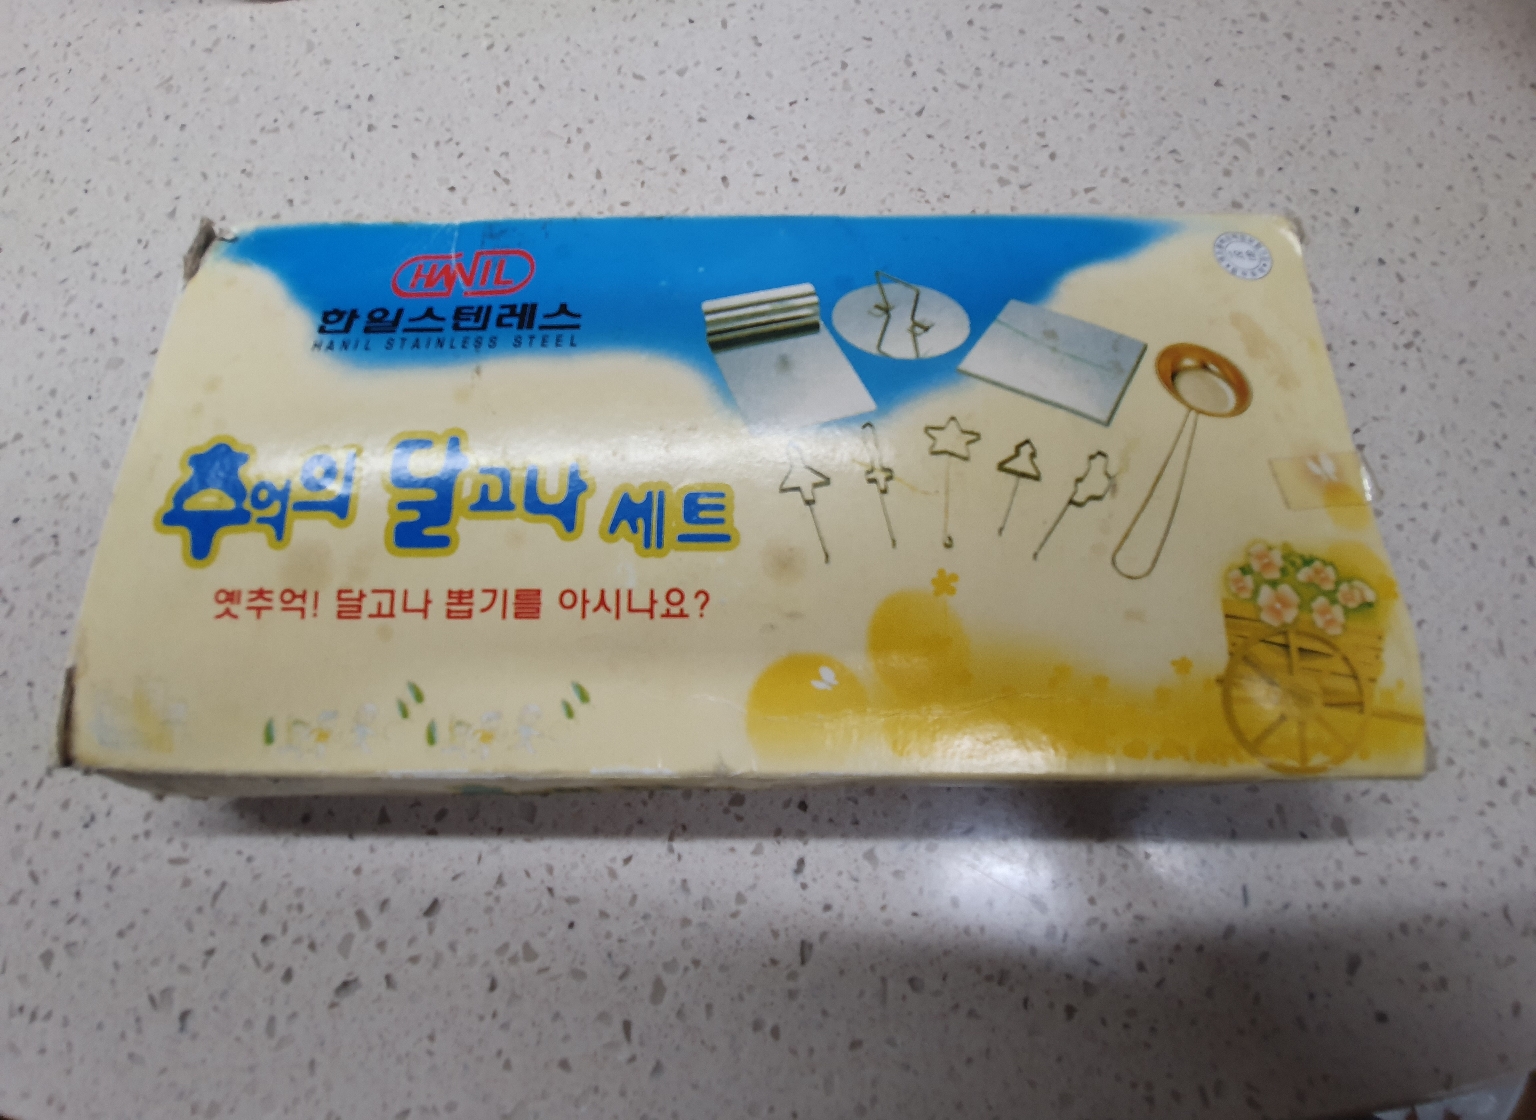 HANIL
한일스텐레스
HANIL STAINLESS STEEL
추억의 달고나 세트
옛추억! 달고나 뽑기를 아시나요?